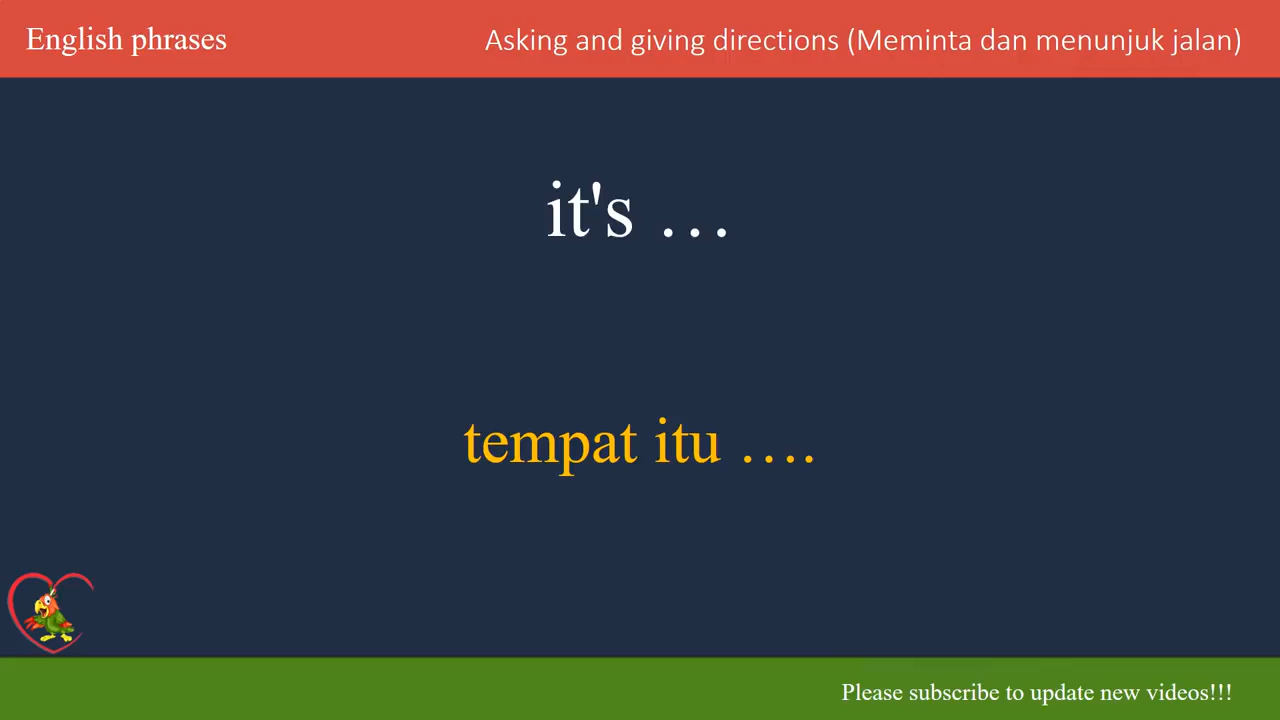 English phrases
Asking and giving directions (Meminta dan menunjuk jalan)
it's …
tempat itu ….
Please subscribe to update new videos!!!